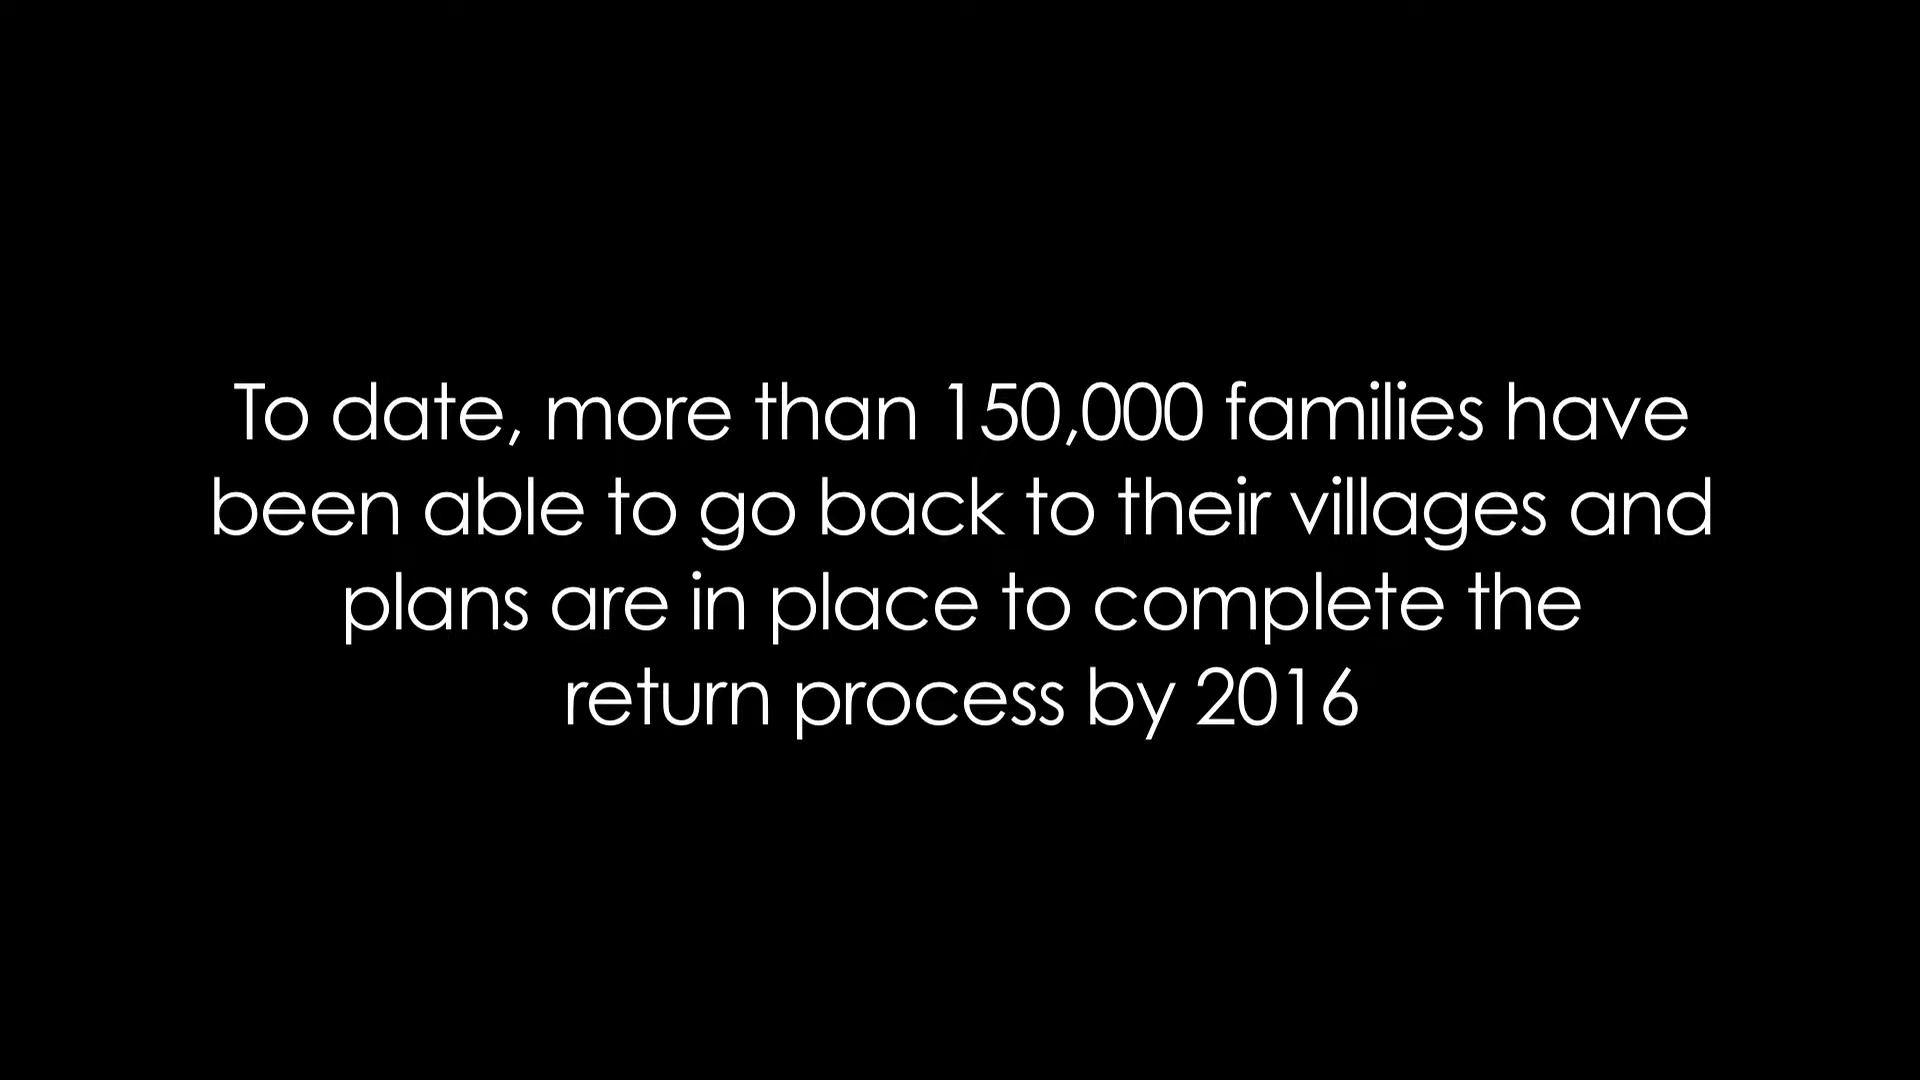 To date, more than 150,000 families have
been able to go back to their villages and
plans are in place to complete the
return process by 2016